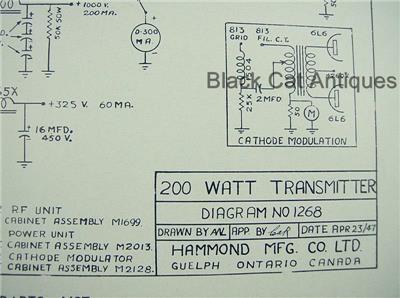 + 1000 V.
200 MA.
50K 50W
0-300
M.A.
813
GRID
813
FIL. C.T.
6L6
1260V.
2 MFD
50
M
6L6
CATHODE MODULATION
Black Cat Antiques
5X
+325 V. 60 MA.
16 MFD.
450 V.
200 WATT TRANSMITTER
DIAGRAM NO 1268
DRAWN BY APP. BY DATE APR 23/47
HAMMOND MFG. CO. LTD.
GUELPH ONTARIO CANADA
RF UNIT
CABINET ASSEMBLY M1699.
POWER UNIT
CABINET ASSEMBLY M2013.
CATHODE MODULATOR
CABINET ASSEMBLY M2128.